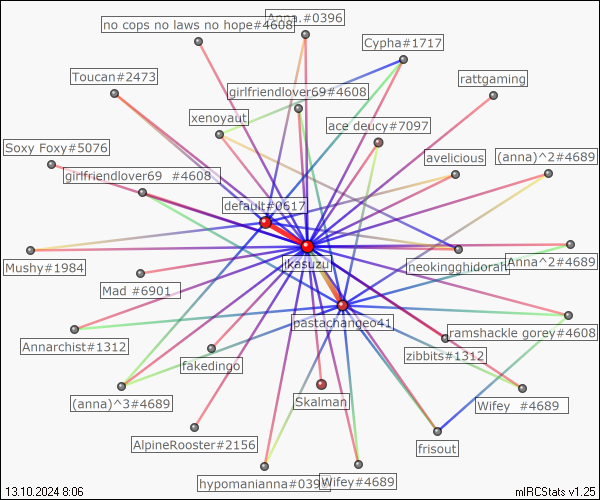 no cops no laws no hope#4608
Anna.#0396
Cypha#1717
Toucan#2473
rattgaming
girlfriendlover69#4608
xenoyaut
ace deucy#7097
Soxy Foxy#5076
avelicious
(anna)^2#4689
girlfriendlover69 #4608
default#0617
Mushy#1984
ikasuzu
neokingghidorah
Anna^2#4689
Mad #6901
pastachangeo41
ramshackle gorey#4608
Annarchist#1312
zibbits#1312
fakedingo
(anna)^3#4689
Skalman
Wifey #4689
AlpineRooster#2156
frisout
hypomanianna#0396
Wifey#4689
13.10.2024 8:06
mIRCStats v1.25